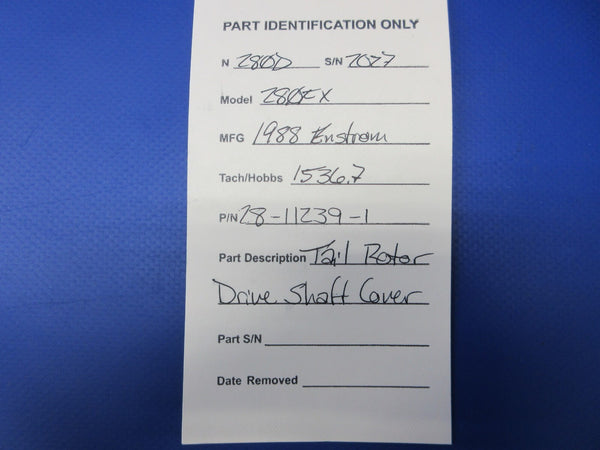 PART IDENTIFICATION ONLY
N 280D S/N 2077
Model 280FX
MFG 1988 Enstrom
Tach/Hobbs 1536.7
P/N 28-11239-1
Part Description Tail Rotor
Drive Shaft Cover
Part S/N
Date Removed